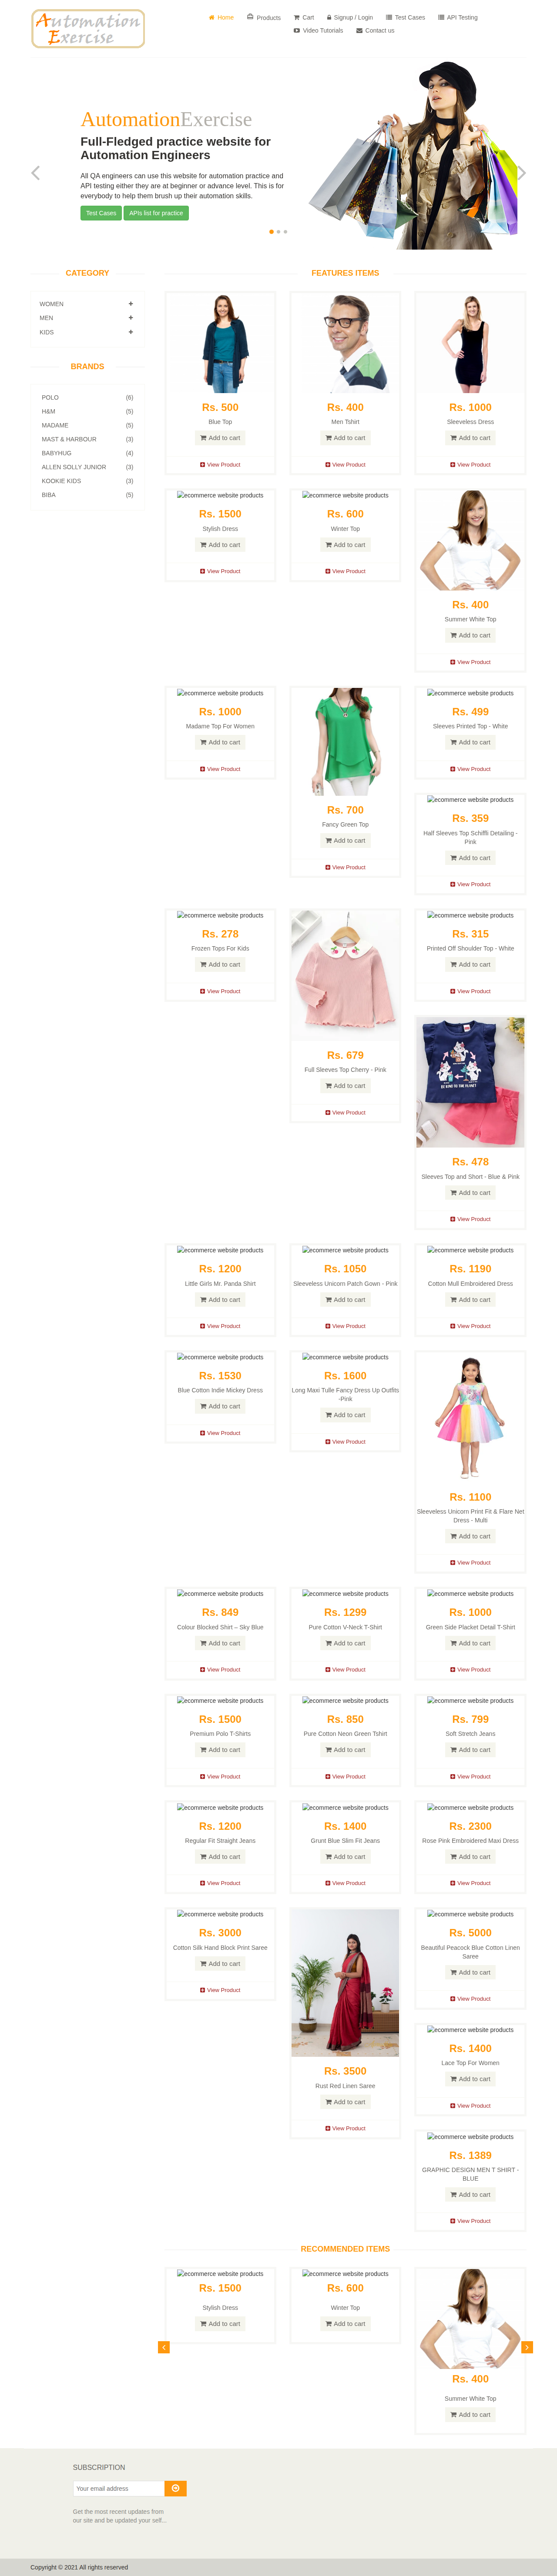 Automation
Exercise
Home
Products
Cart
Signup / Login
Test Cases
API Testing
Video Tutorials
Contact us
AutomationExercise
Full-Fledged practice website for
Automation Engineers
All QA engineers can use this website for automation practice and
API testing either they are at beginner or advance level. This is for
everybody to help them brush up their automation skills.
Test Cases
APIs list for practice
CATEGORY
WOMEN
MEN
KIDS
BRANDS
POLO (6)
H&M (5)
MADAME (5)
MAST & HARBOUR (3)
BABYHUG (4)
ALLEN SOLLY JUNIOR (3)
KOOKIE KIDS (3)
BIBA (5)
FEATURES ITEMS
Rs. 500
Blue Top
Add to cart
View Product
Rs. 400
Men Tshirt
Add to cart
View Product
Rs. 1000
Sleeveless Dress
Add to cart
View Product
ecommerce website products
Rs. 1500
Stylish Dress
Add to cart
View Product
ecommerce website products
Rs. 600
Winter Top
Add to cart
View Product
Rs. 400
Summer White Top
Add to cart
View Product
ecommerce website products
Rs. 1000
Madame Top For Women
Add to cart
View Product
Rs. 700
Fancy Green Top
Add to cart
View Product
ecommerce website products
Rs. 499
Sleeves Printed Top - White
Add to cart
View Product
ecommerce website products
Rs. 359
Half Sleeves Top Schiffli Detailing -
Pink
Add to cart
View Product
ecommerce website products
Rs. 278
Frozen Tops For Kids
Add to cart
View Product
Rs. 679
Full Sleeves Top Cherry - Pink
Add to cart
View Product
ecommerce website products
Rs. 315
Printed Off Shoulder Top - White
Add to cart
View Product
Rs. 478
Sleeves Top and Short - Blue & Pink
Add to cart
View Product
ecommerce website products
Rs. 1200
Little Girls Mr. Panda Shirt
Add to cart
View Product
ecommerce website products
Rs. 1050
Sleeveless Unicorn Patch Gown - Pink
Add to cart
View Product
ecommerce website products
Rs. 1190
Cotton Mull Embroidered Dress
Add to cart
View Product
ecommerce website products
Rs. 1530
Blue Cotton Indie Mickey Dress
Add to cart
View Product
ecommerce website products
Rs. 1600
Long Maxi Tulle Fancy Dress Up Outfits
-Pink
Add to cart
View Product
Rs. 1100
Sleeveless Unicorn Print Fit & Flare Net
Dress - Multi
Add to cart
View Product
ecommerce website products
Rs. 849
Colour Blocked Shirt – Sky Blue
Add to cart
View Product
ecommerce website products
Rs. 1299
Pure Cotton V-Neck T-Shirt
Add to cart
View Product
ecommerce website products
Rs. 1000
Green Side Placket Detail T-Shirt
Add to cart
View Product
ecommerce website products
Rs. 1500
Premium Polo T-Shirts
Add to cart
View Product
ecommerce website products
Rs. 850
Pure Cotton Neon Green Tshirt
Add to cart
View Product
ecommerce website products
Rs. 799
Soft Stretch Jeans
Add to cart
View Product
ecommerce website products
Rs. 1200
Regular Fit Straight Jeans
Add to cart
View Product
ecommerce website products
Rs. 1400
Grunt Blue Slim Fit Jeans
Add to cart
View Product
ecommerce website products
Rs. 2300
Rose Pink Embroidered Maxi Dress
Add to cart
View Product
ecommerce website products
Rs. 3000
Cotton Silk Hand Block Print Saree
Add to cart
View Product
Rs. 3500
Rust Red Linen Saree
Add to cart
View Product
ecommerce website products
Rs. 5000
Beautiful Peacock Blue Cotton Linen
Saree
Add to cart
View Product
ecommerce website products
Rs. 1400
Lace Top For Women
Add to cart
View Product
ecommerce website products
Rs. 1389
GRAPHIC DESIGN MEN T SHIRT -
BLUE
Add to cart
View Product
RECOMMENDED ITEMS
ecommerce website products
Rs. 1500
Stylish Dress
Add to cart
ecommerce website products
Rs. 600
Winter Top
Add to cart
Rs. 400
Summer White Top
Add to cart
SUBSCRIPTION
Your email address
Get the most recent updates from
our site and be updated your self...
Copyright © 2021 All rights reserved